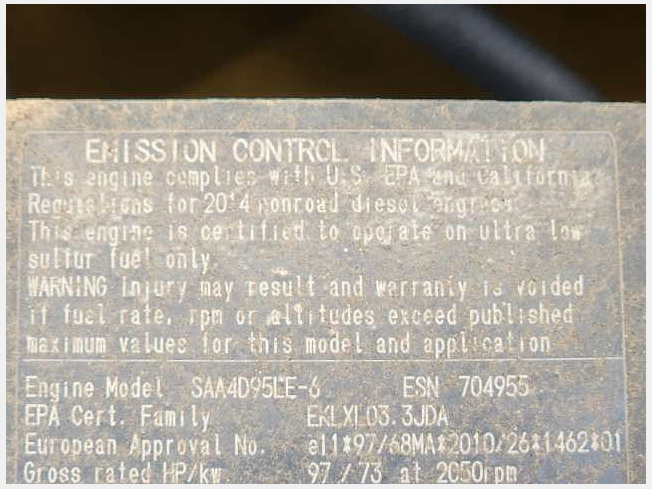 EMISSION CONTROL INFORMATION
This engine complies with U.S. EPA and California
Regulations for 2014 nonroad diesel engines
This engine is certified to operate on ultra low
sulfur fuel only.
WARNING Injury may result and warranty is voided
if fuel rate, rpm or altitudes exceed published
maximum values for this model and application
Engine Model SAA4D95LE-6 ESN 704955
EPA Cert. Family EKLXL03.3JDA
European Approval No. e11*97/68MA*2010/26*1462*01
Gross rated HP/kw 97 / 73 at 2050rpm